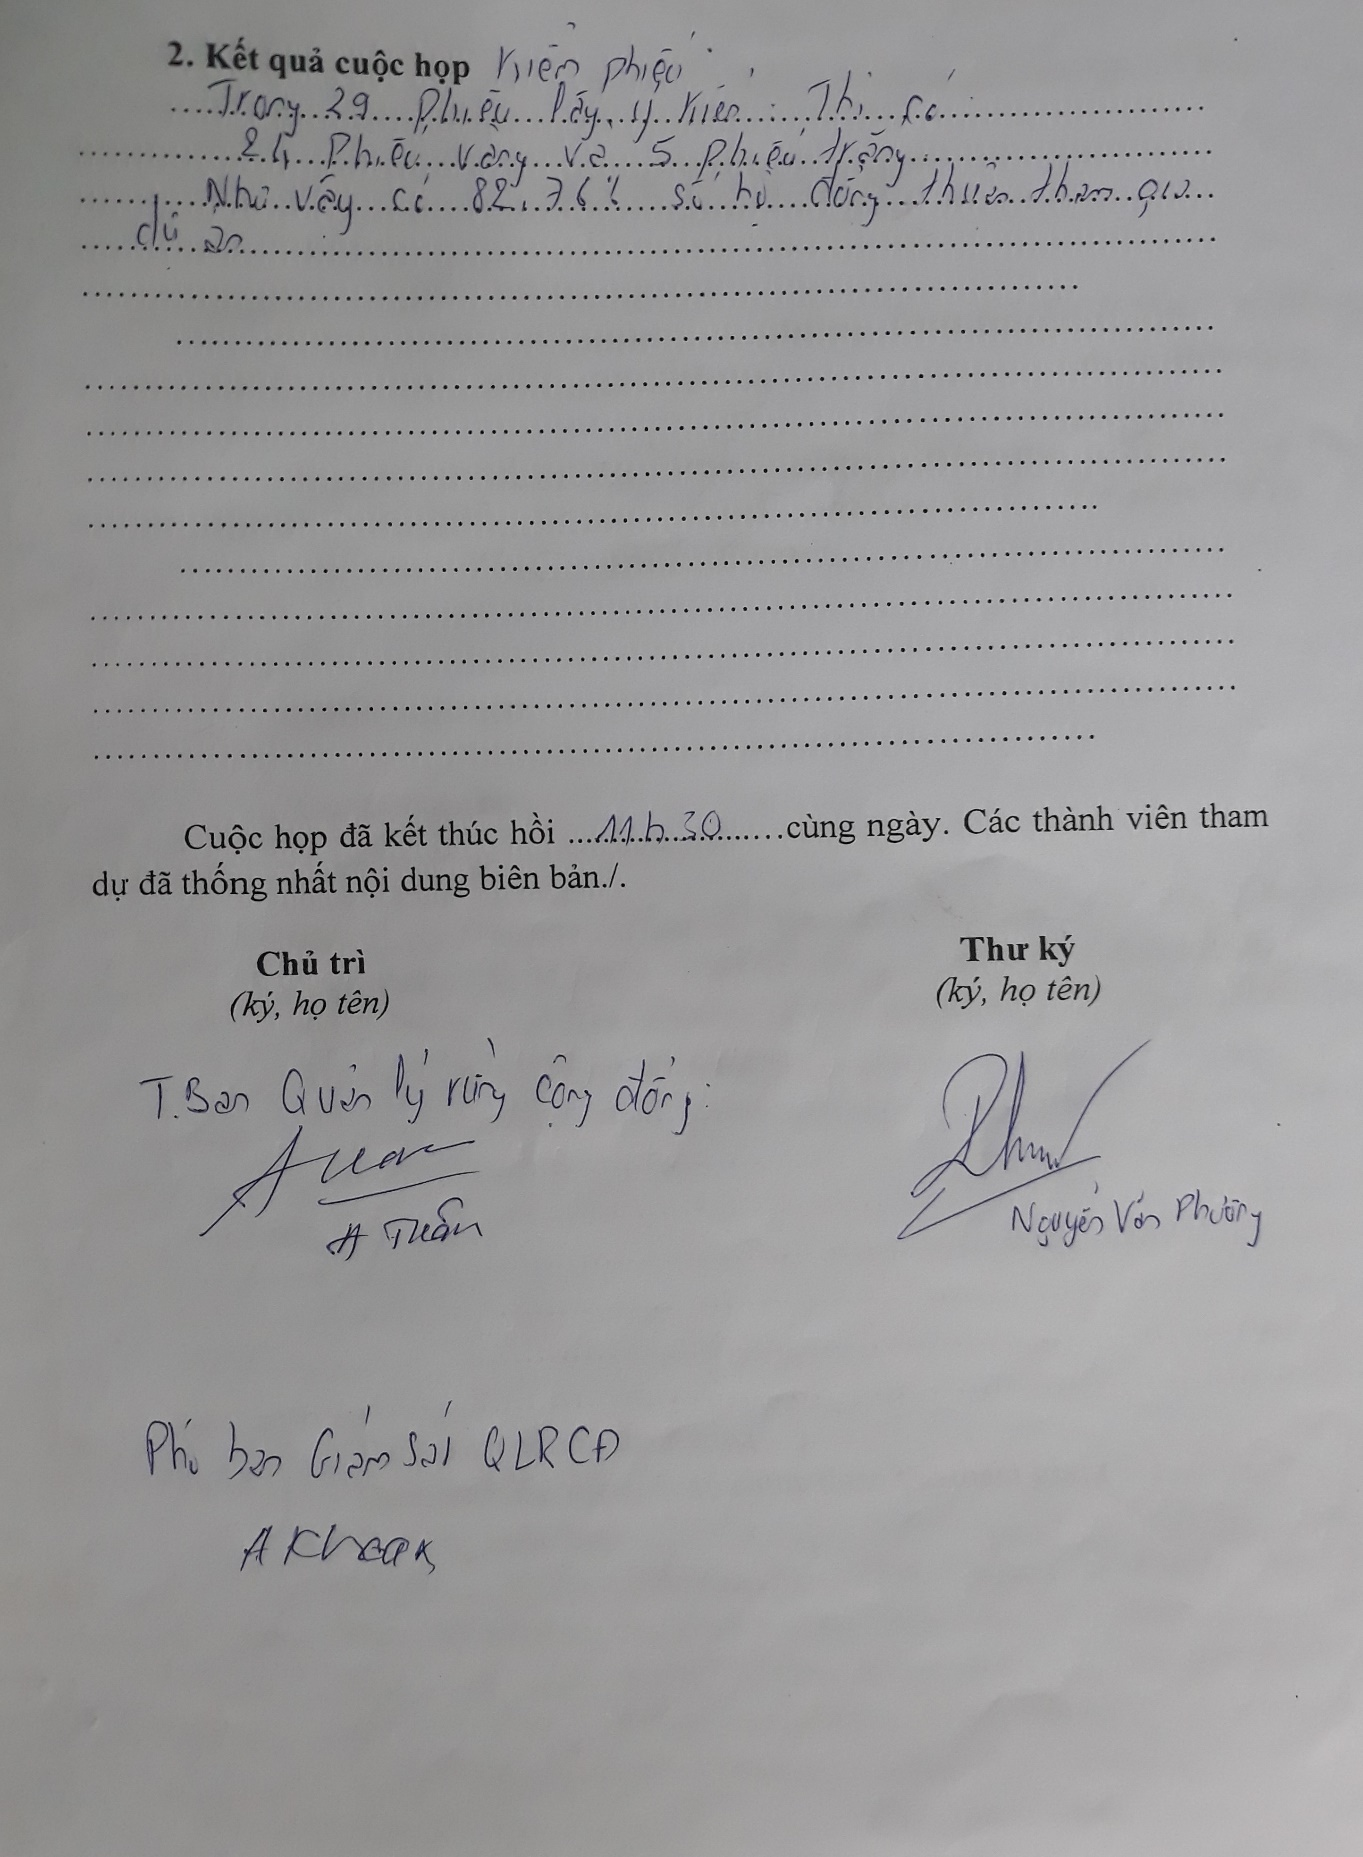 2. Kết quả cuộc họp kiểm phiếu
Trong 29 phiếu lấy ý kiến: Thì có
24 Phiếu vàng và 5 phiếu trắng
Như vậy có 82,76% số hộ đồng thuận tham gia
dự án
Cuộc họp đã kết thúc hồi ...11h30.......cùng ngày. Các thành viên tham
dự đã thống nhất nội dung biên bản./.
Chủ trì
Thư ký
(ký, họ tên)
(ký, họ tên)
T. Ban Quản lý rừng cộng đồng:
A Tuân
Nguyễn Văn Phương
Phó ban Giám sát QLRCĐ
A Kheak